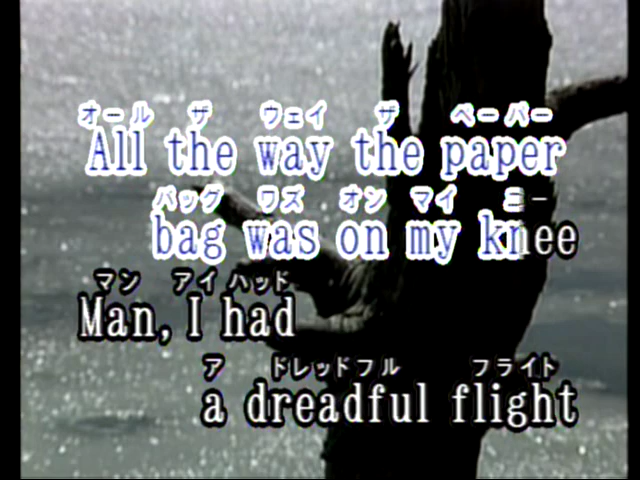 オール ザ ウェイ ザ ペーパー
All the way the paper
バッグ ワズ オン マイ ニー
bag was on my knee
マン アイ ハッド
Man, I had
ア ドレッドフル フライト
a dreadful flight